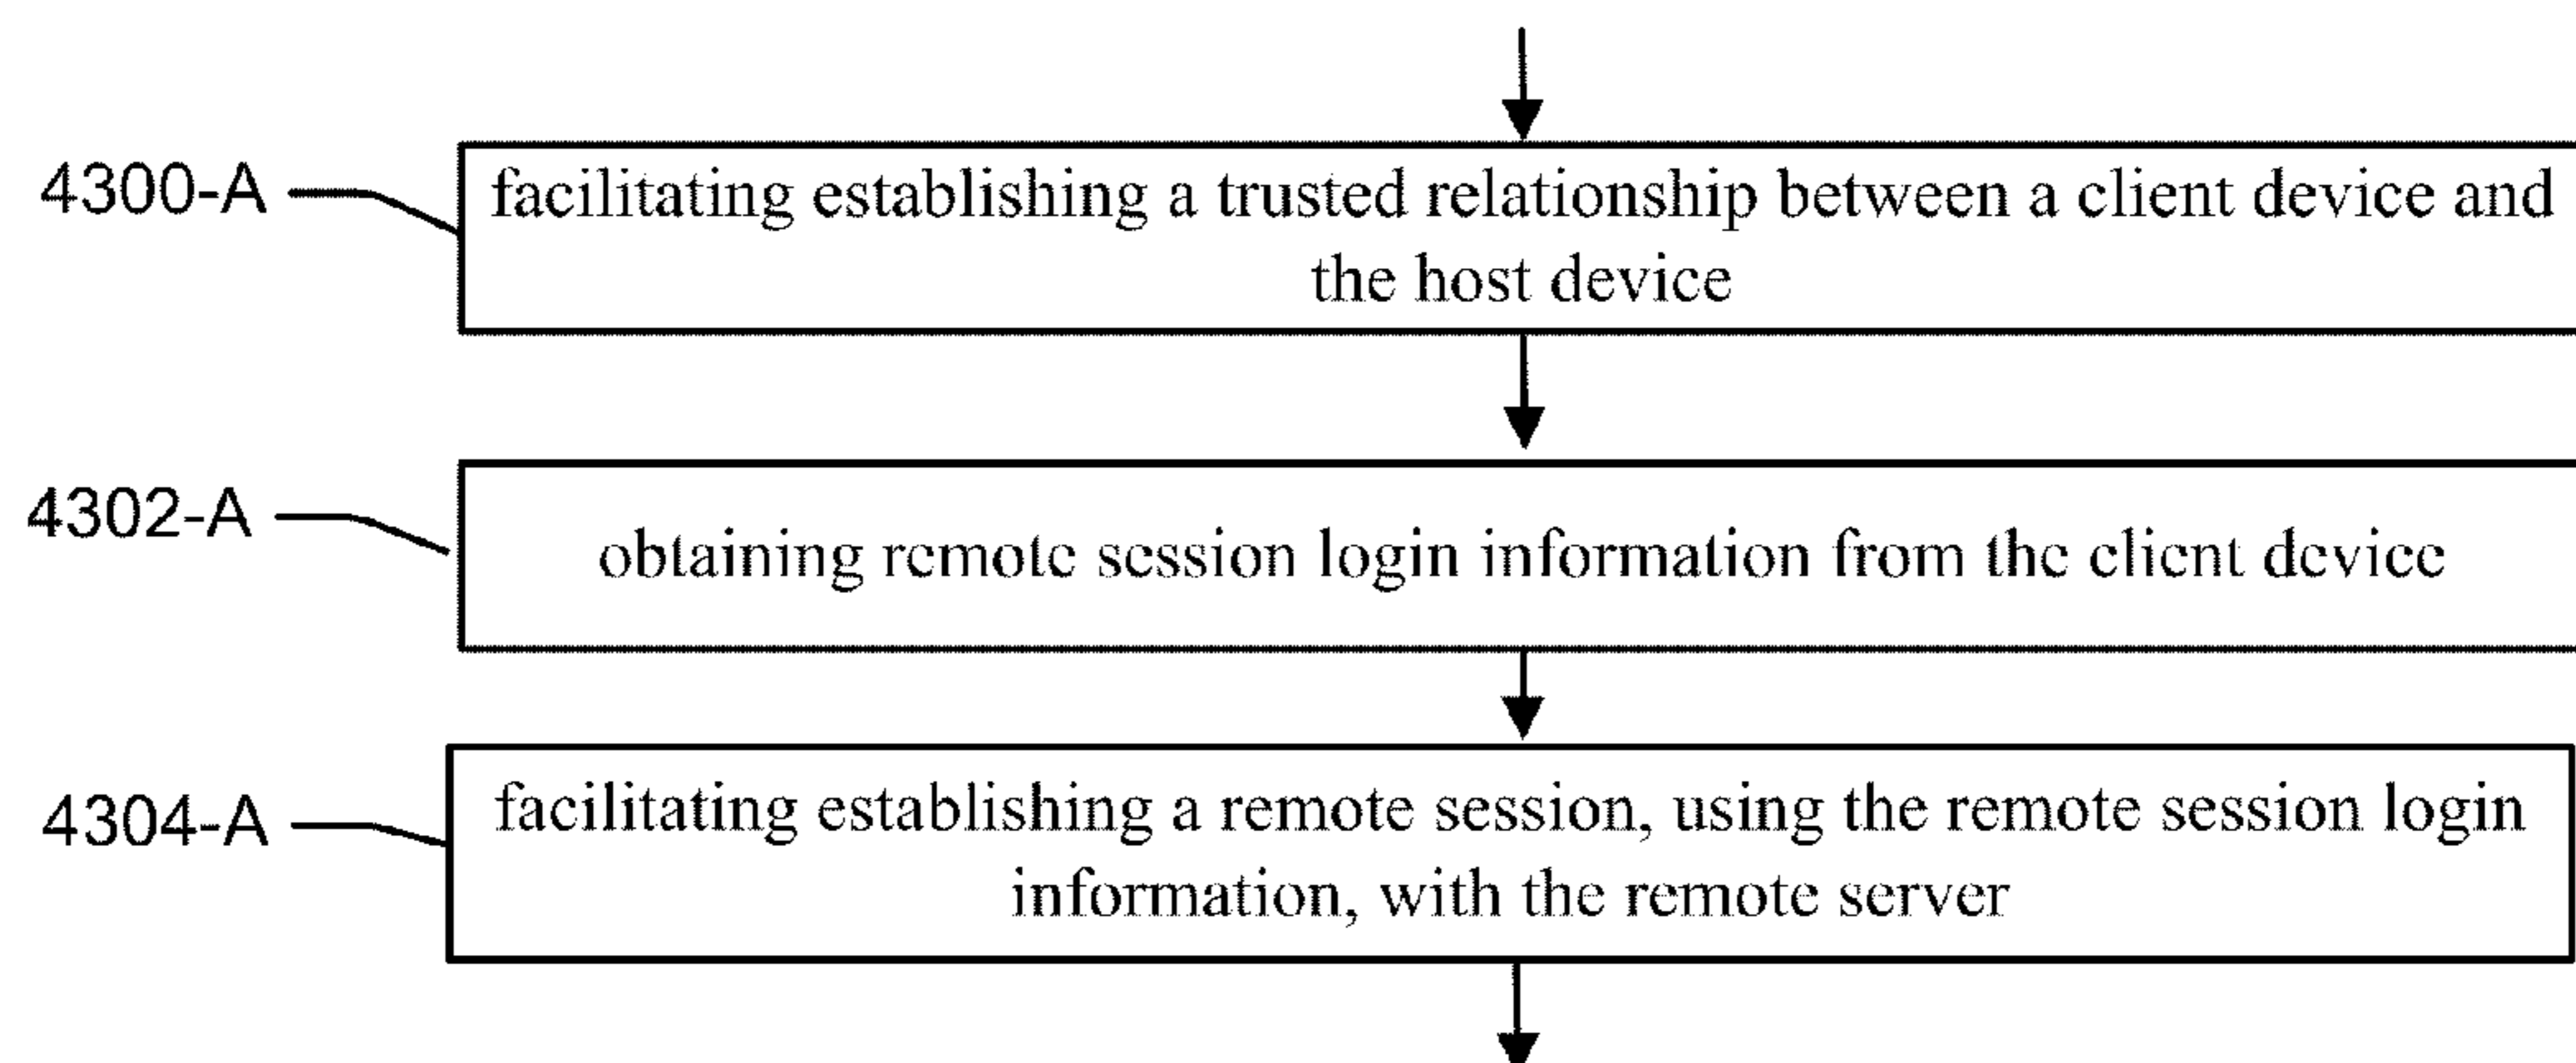 4300-A
facilitating establishing a trusted relationship between a client device and
the host device
4302-A
obtaining remote session login information from the client device
4304-A
facilitating establishing a remote session, using the remote session login
information, with the remote server